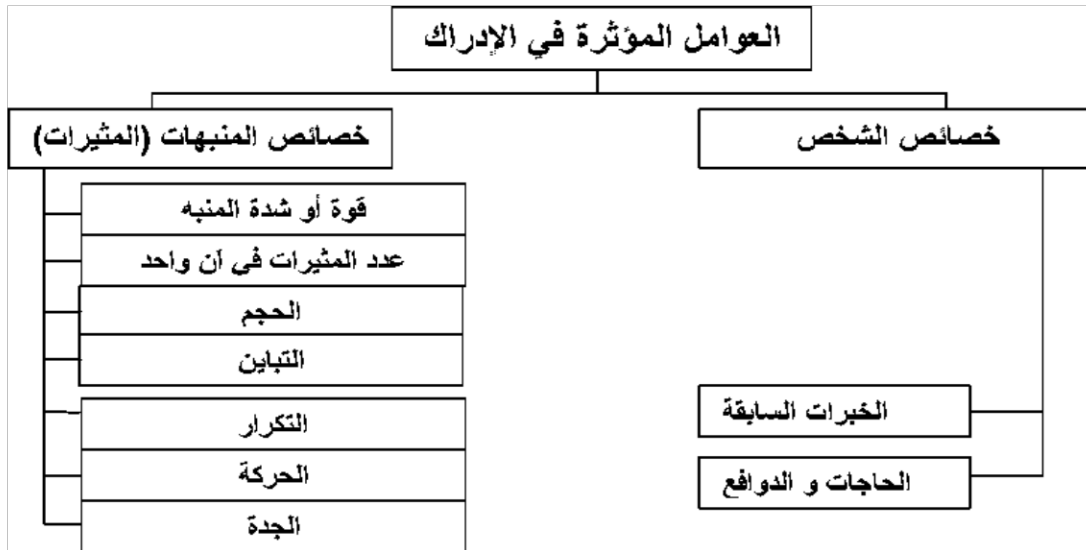 العوامل المؤثرة في الإدراك
خصائص الشخص
خصائص المنبهات (المثيرات)
قوة أو شدة المنبه
عدد المثيرات في آن واحد
الحجم
التباين
التكرار
الحركة
الجدة
الخبرات السابقة
الحاجات و الدوافع